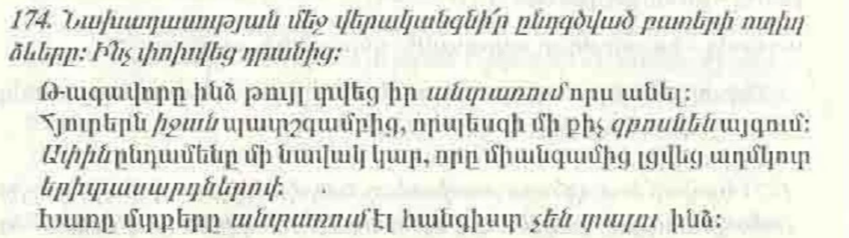 174. Նախադասության մեջ վերականգնի՛ր ընդգծված բառերի ուղիղ
ձևերը: Ի՞նչ փոխվեց դրանից:
Թագավորը ինձ թույլ տվեց իր անտառում որս անել:
Հյուրերն իջան պատշգամբից, որպեսզի մի քիչ զբոսնեն այգում:
Ափին ընդամենը մի նավակ կար, որը միանգամից լցվեց աղմկոտ
երիտասարդներով:
Խառը մտքերը անտառում էլ հանգիստ չեն տալու ինձ: